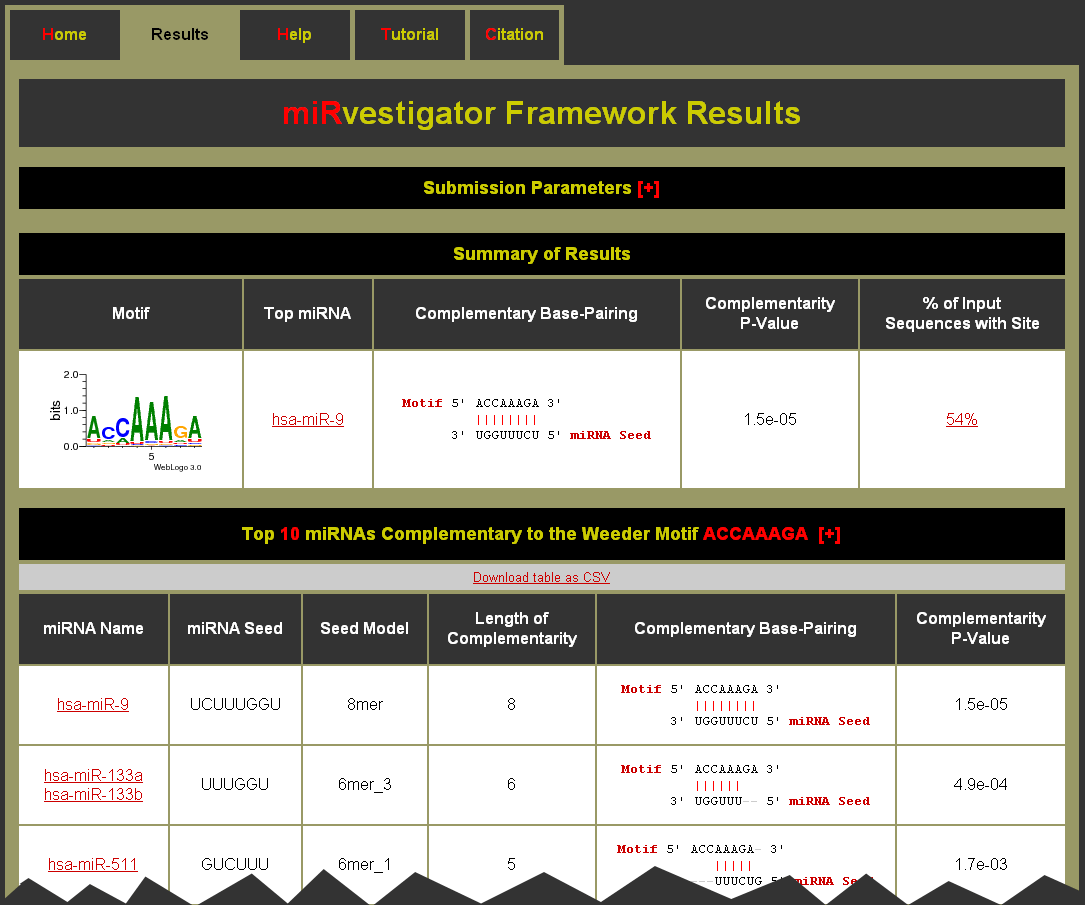 Home Results Help Tutorial Citation
miRvestigator Framework Results
Submission Parameters [+]
Summary of Results
Motif Top miRNA Complementary Base-Pairing Complementarity P-Value % of Input Sequences with Site
2.0
1.0
0.0
bits
ACCAAAGA
5
WebLogo 3.0
hsa-miR-9
Motif 5' ACCAAAGA 3'
||||||||
3' UGGUUUCU 5' miRNA Seed
1.5e-05
54%
Top 10 miRNAs Complementary to the Weeder Motif ACCAAAGA [+]
Download table as CSV
miRNA Name miRNA Seed Seed Model Length of Complementarity Complementary Base-Pairing Complementarity P-Value
hsa-miR-9 UCUUUGGU 8mer 8
Motif 5' ACCAAAGA 3'
||||||||
3' UGGUUUCU 5' miRNA Seed
1.5e-05
hsa-miR-133a
hsa-miR-133b
UUUGGU 6mer_3 6
Motif 5' ACCAAAGA 3'
||||||
3' UGGUUU-- 5' miRNA Seed
4.9e-04
hsa-miR-511 GUCUUU 6mer_1 5
Motif 5' ACCAAAGA- 3'
|||||
---UUUCUG 5' miRNA Se
1.7e-03